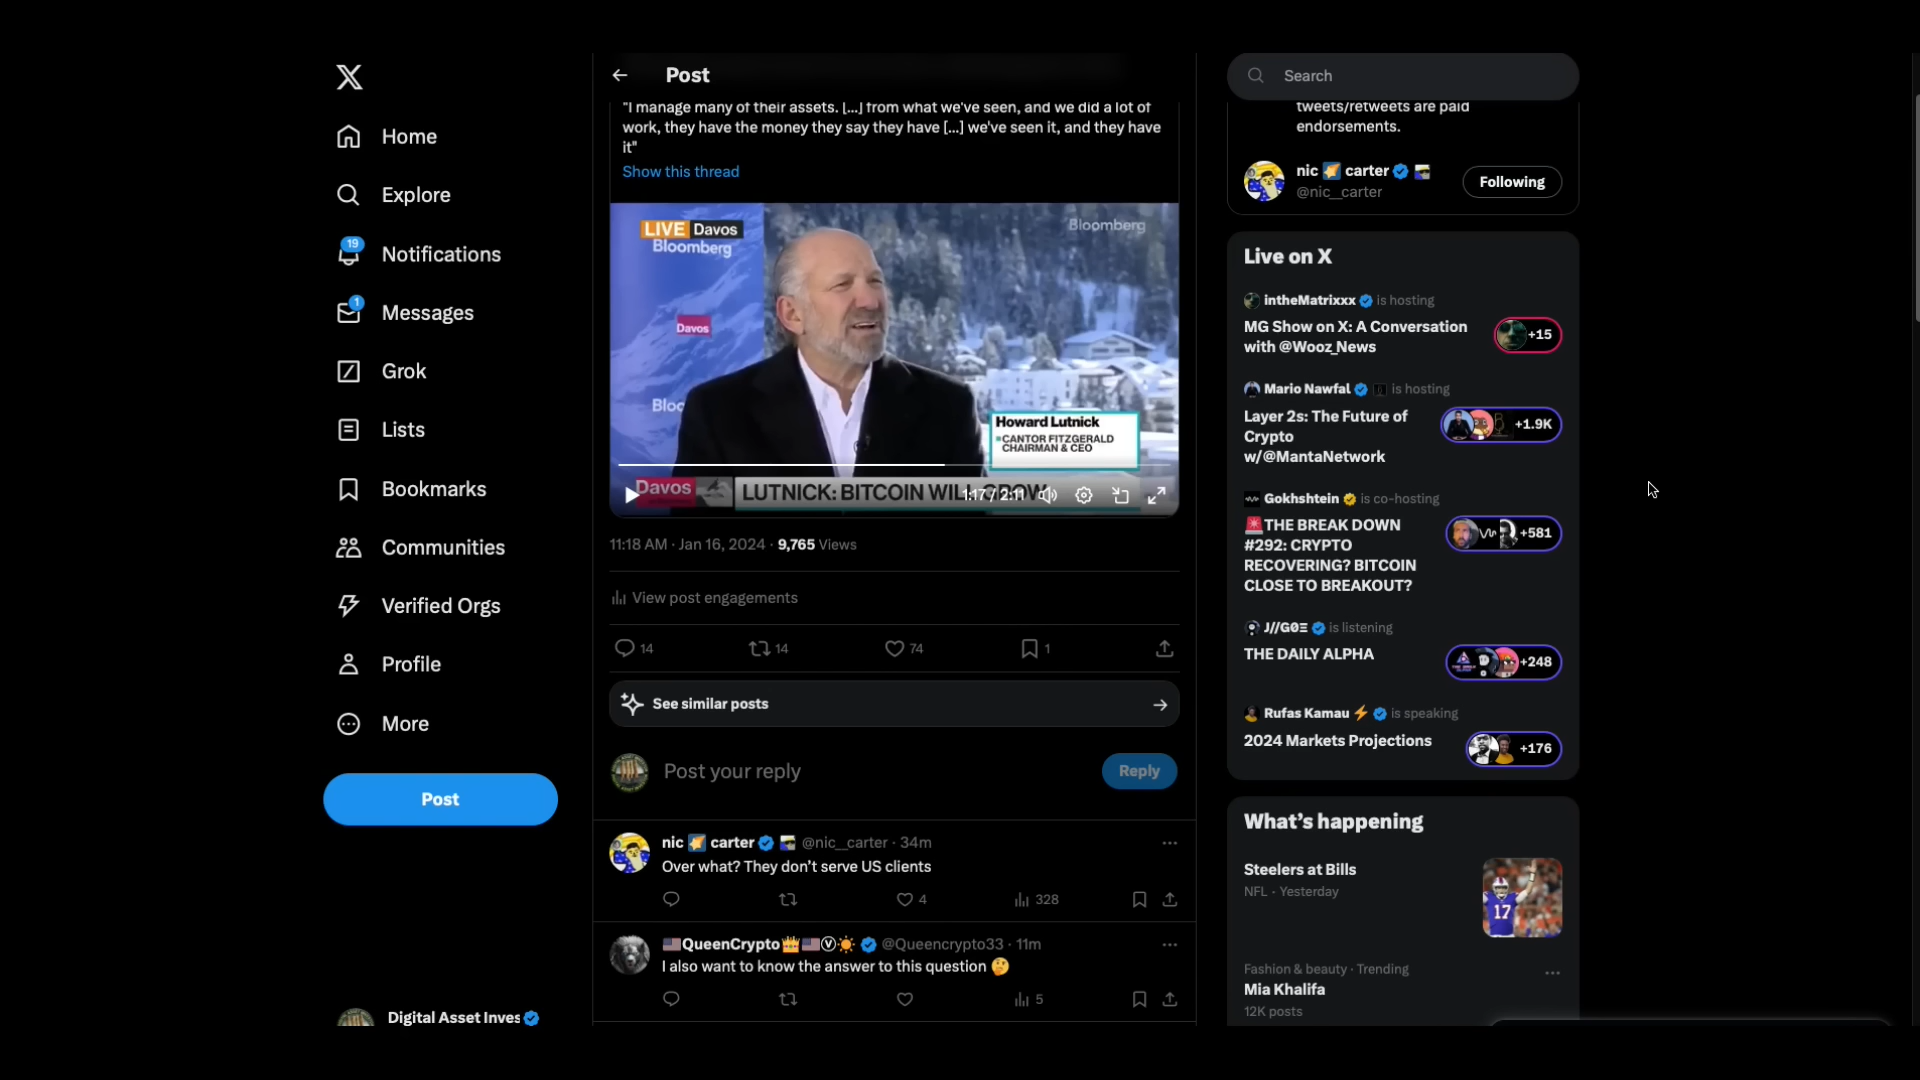 Home
Explore
19
Notifications
1
Messages
Grok
Lists
Bookmarks
Communities
Verified Orgs
Profile
More
Post
Digital Asset Inves
Post
"I manage many of their assets. [...] from what we've seen, and we did a lot of
work, they have the money they say they have [...] we've seen it, and they have
it"
Show this thread
LIVE Davos
Bloomberg
Bloomberg
Davos
Bloo
Howard Lutnick
CANTOR FITZGERALD
CHAIRMAN & CEO
Davos
LUTNICK: BITCOIN WILL GROW
1:17 / 2:11
11:18 AM · Jan 16, 2024 · 9,765 Views
View post engagements
14
14
74
1
See similar posts
Post your reply
Reply
nic carter @nic__carter · 34m
Over what? They don't serve US clients
4
328
🇺🇸QueenCrypto👑🇺🇸Ⓥ☀️ @Queencrypto33 · 11m
I also want to know the answer to this question 🤔
5
Search
tweets/retweets are paid
endorsements.
nic carter
@nic__carter
Following
Live on X
intheMatrixxx is hosting
MG Show on X: A Conversation
with @Wooz_News
+15
Mario Nawfal is hosting
Layer 2s: The Future of
Crypto
w/@MantaNetwork
+1.9K
Gokhshtein is co-hosting
🚨THE BREAK DOWN
#292: CRYPTO
RECOVERING? BITCOIN
CLOSE TO BREAKOUT?
+581
J//GØΞ is listening
THE DAILY ALPHA
+248
Rufas Kamau ⚡ is speaking
2024 Markets Projections
+176
What's happening
Steelers at Bills
NFL · Yesterday
17
Fashion & beauty · Trending
Mia Khalifa
12K posts